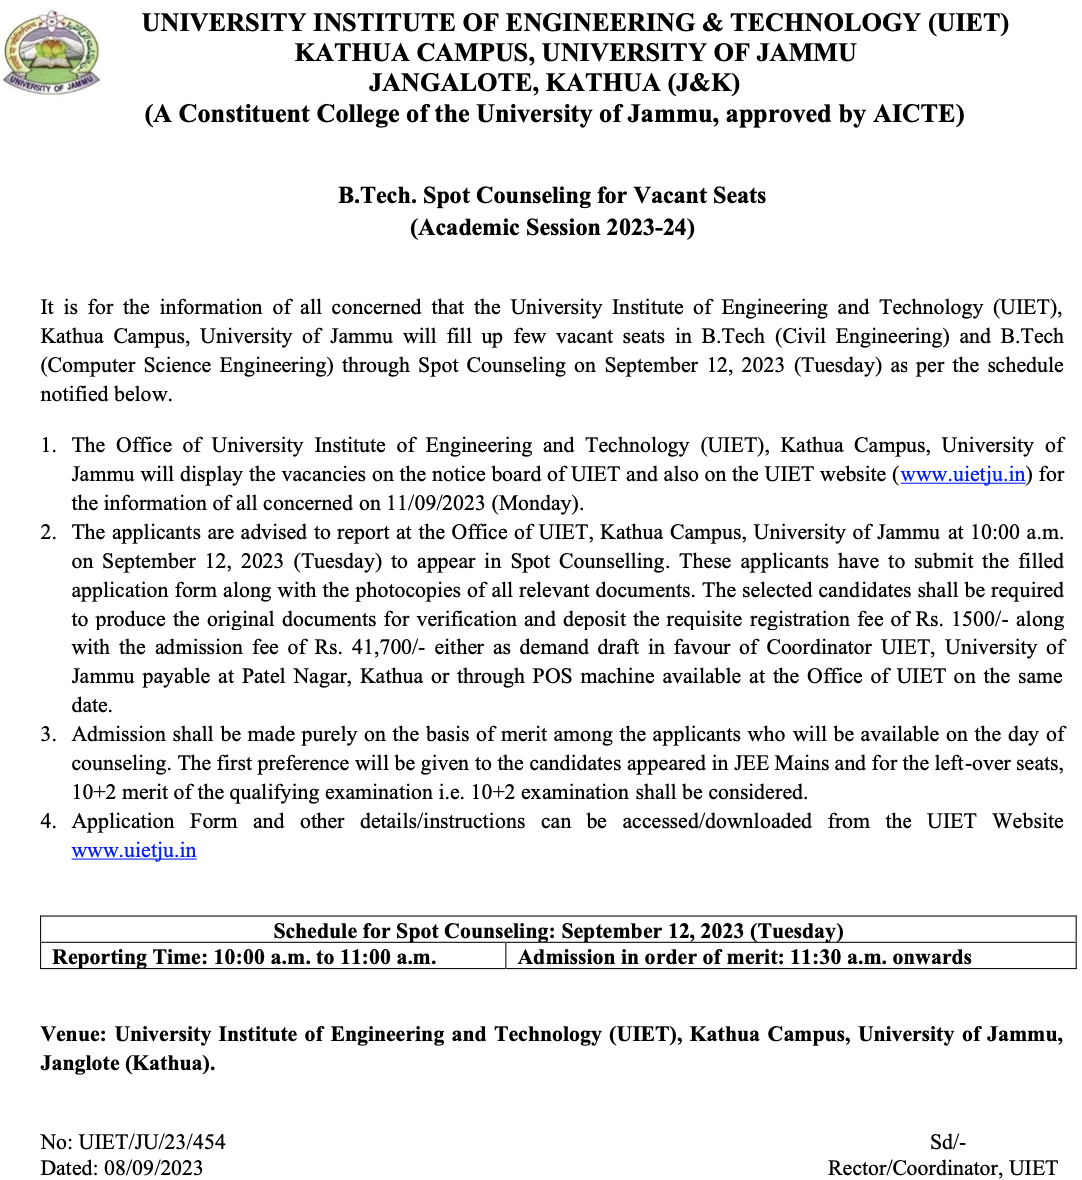 UNIVERSITY OF JAMMU
UNIVERSITY INSTITUTE OF ENGINEERING & TECHNOLOGY (UIET)
KATHUA CAMPUS, UNIVERSITY OF JAMMU
JANGALOTE, KATHUA (J&K)
(A Constituent College of the University of Jammu, approved by AICTE)
B.Tech. Spot Counseling for Vacant Seats
(Academic Session 2023-24)
It is for the information of all concerned that the University Institute of Engineering and Technology (UIET),
Kathua Campus, University of Jammu will fill up few vacant seats in B.Tech (Civil Engineering) and B.Tech
(Computer Science Engineering) through Spot Counseling on September 12, 2023 (Tuesday) as per the schedule
notified below.
1. The Office of University Institute of Engineering and Technology (UIET), Kathua Campus, University of
Jammu will display the vacancies on the notice board of UIET and also on the UIET website (www.uietju.in) for
the information of all concerned on 11/09/2023 (Monday).
2. The applicants are advised to report at the Office of UIET, Kathua Campus, University of Jammu at 10:00 a.m.
on September 12, 2023 (Tuesday) to appear in Spot Counselling. These applicants have to submit the filled
application form along with the photocopies of all relevant documents. The selected candidates shall be required
to produce the original documents for verification and deposit the requisite registration fee of Rs. 1500/- along
with the admission fee of Rs. 41,700/- either as demand draft in favour of Coordinator UIET, University of
Jammu payable at Patel Nagar, Kathua or through POS machine available at the Office of UIET on the same
date.
3. Admission shall be made purely on the basis of merit among the applicants who will be available on the day of
counseling. The first preference will be given to the candidates appeared in JEE Mains and for the left-over seats,
10+2 merit of the qualifying examination i.e. 10+2 examination shall be considered.
4. Application Form and other details/instructions can be accessed/downloaded from the UIET Website
www.uietju.in
Schedule for Spot Counseling: September 12, 2023 (Tuesday)
Reporting Time: 10:00 a.m. to 11:00 a.m. Admission in order of merit: 11:30 a.m. onwards
Venue: University Institute of Engineering and Technology (UIET), Kathua Campus, University of Jammu,
Janglote (Kathua).
No: UIET/JU/23/454 Sd/-
Dated: 08/09/2023 Rector/Coordinator, UIET